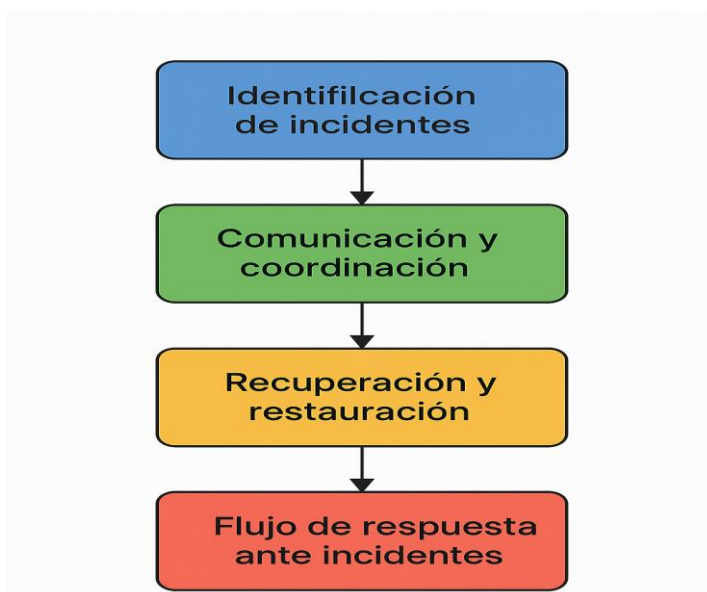 Identifilcación
de incidentes
Comunicación y
coordinación
Recuperación y
restauración
Flujo de respuesta
ante incidentes